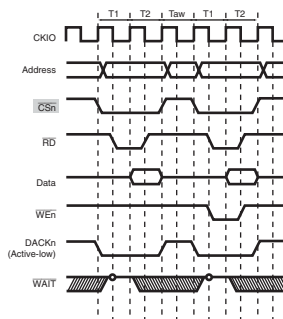 T1 T2 Taw T1 T2
CKIO
Address
CSn
RD
Data
WEn
DACKn
(Active-low)
WAIT